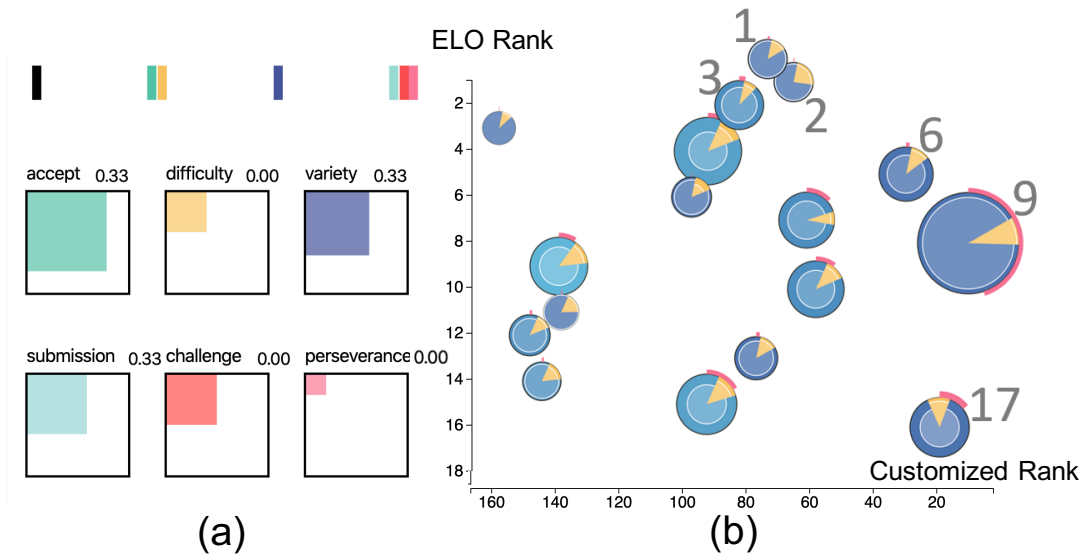 ELO Rank
accept 0.33
difficulty 0.00
variety 0.33
submission 0.33
challenge 0.00
perseverance 0.00
(a)
1
2
3
6
9
17
2
4
6
8
10
12
14
16
18
Customized Rank
160 140 120 100 80 60 40 20
(b)